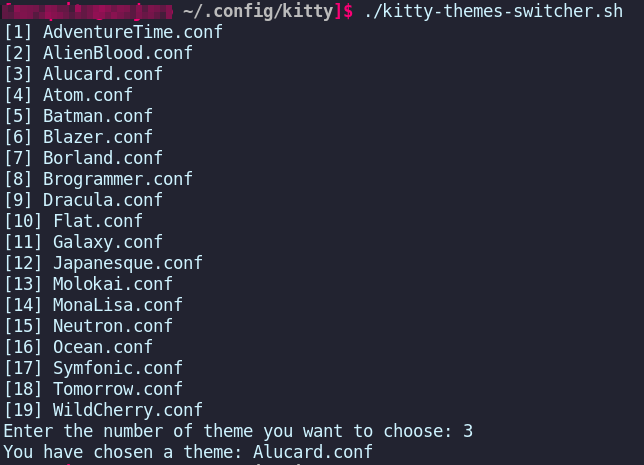 ~/.config/kitty]$ ./kitty-themes-switcher.sh
[1] AdventureTime.conf
[2] AlienBlood.conf
[3] Alucard.conf
[4] Atom.conf
[5] Batman.conf
[6] Blazer.conf
[7] Borland.conf
[8] Brogrammer.conf
[9] Dracula.conf
[10] Flat.conf
[11] Galaxy.conf
[12] Japanesque.conf
[13] Molokai.conf
[14] MonaLisa.conf
[15] Neutron.conf
[16] Ocean.conf
[17] Symfonic.conf
[18] Tomorrow.conf
[19] WildCherry.conf
Enter the number of theme you want to choose: 3
You have chosen a theme: Alucard.conf